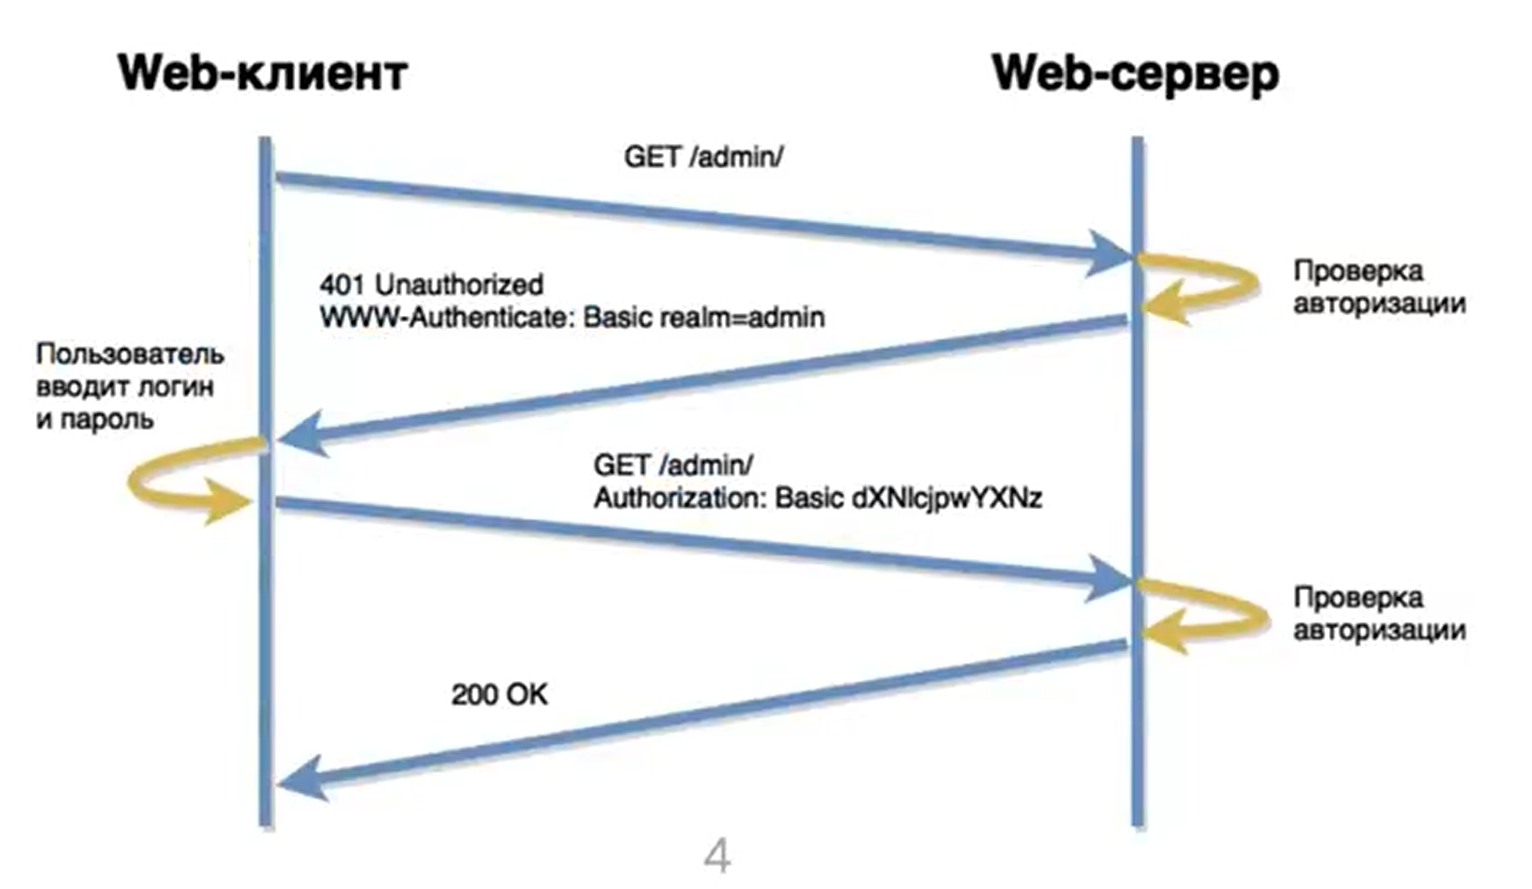 Web-клиент
Web-сервер
GET /admin/
Проверка
авторизации
401 Unauthorized
WWW-Authenticate: Basic realm=admin
Пользователь
вводит логин
и пароль
GET /admin/
Authorization: Basic dXNlcjpwYXNz
Проверка
авторизации
200 OK
4